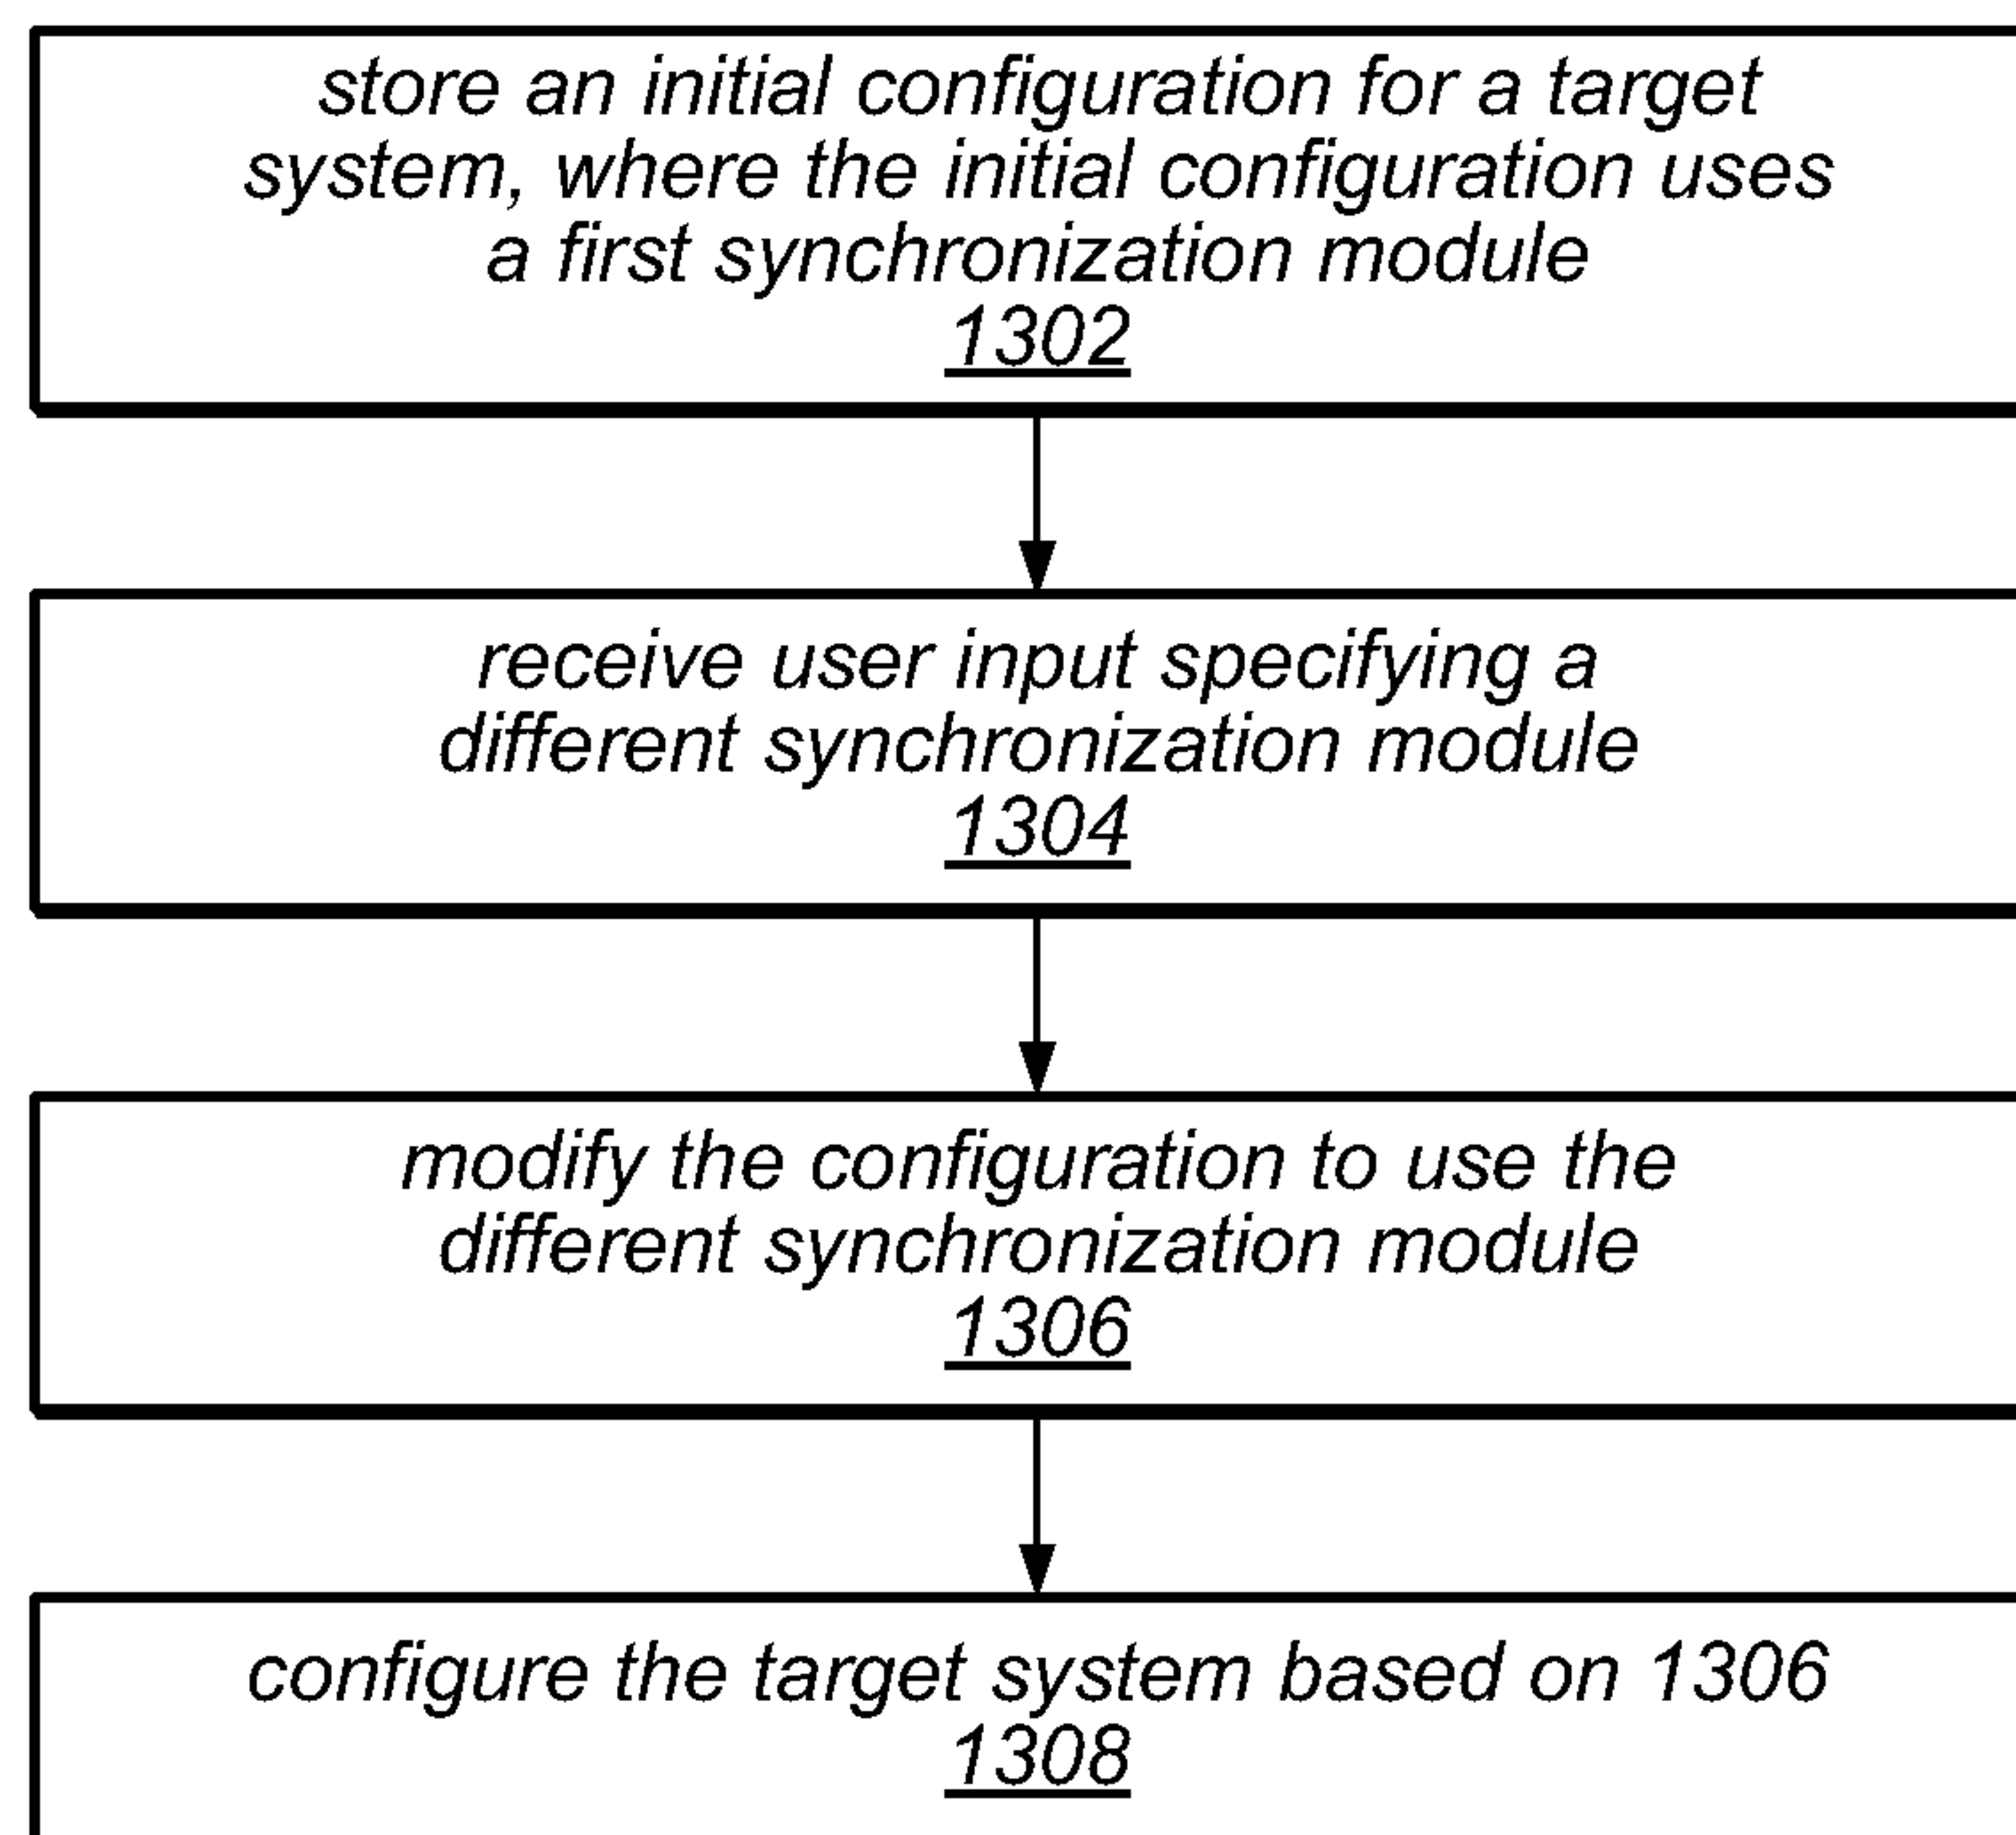 store an initial configuration for a target
system, where the initial configuration uses
a first synchronization module
1302
receive user input specifying a
different synchronization module
1304
modify the configuration to use the
different synchronization module
1306
configure the target system based on 1306
1308